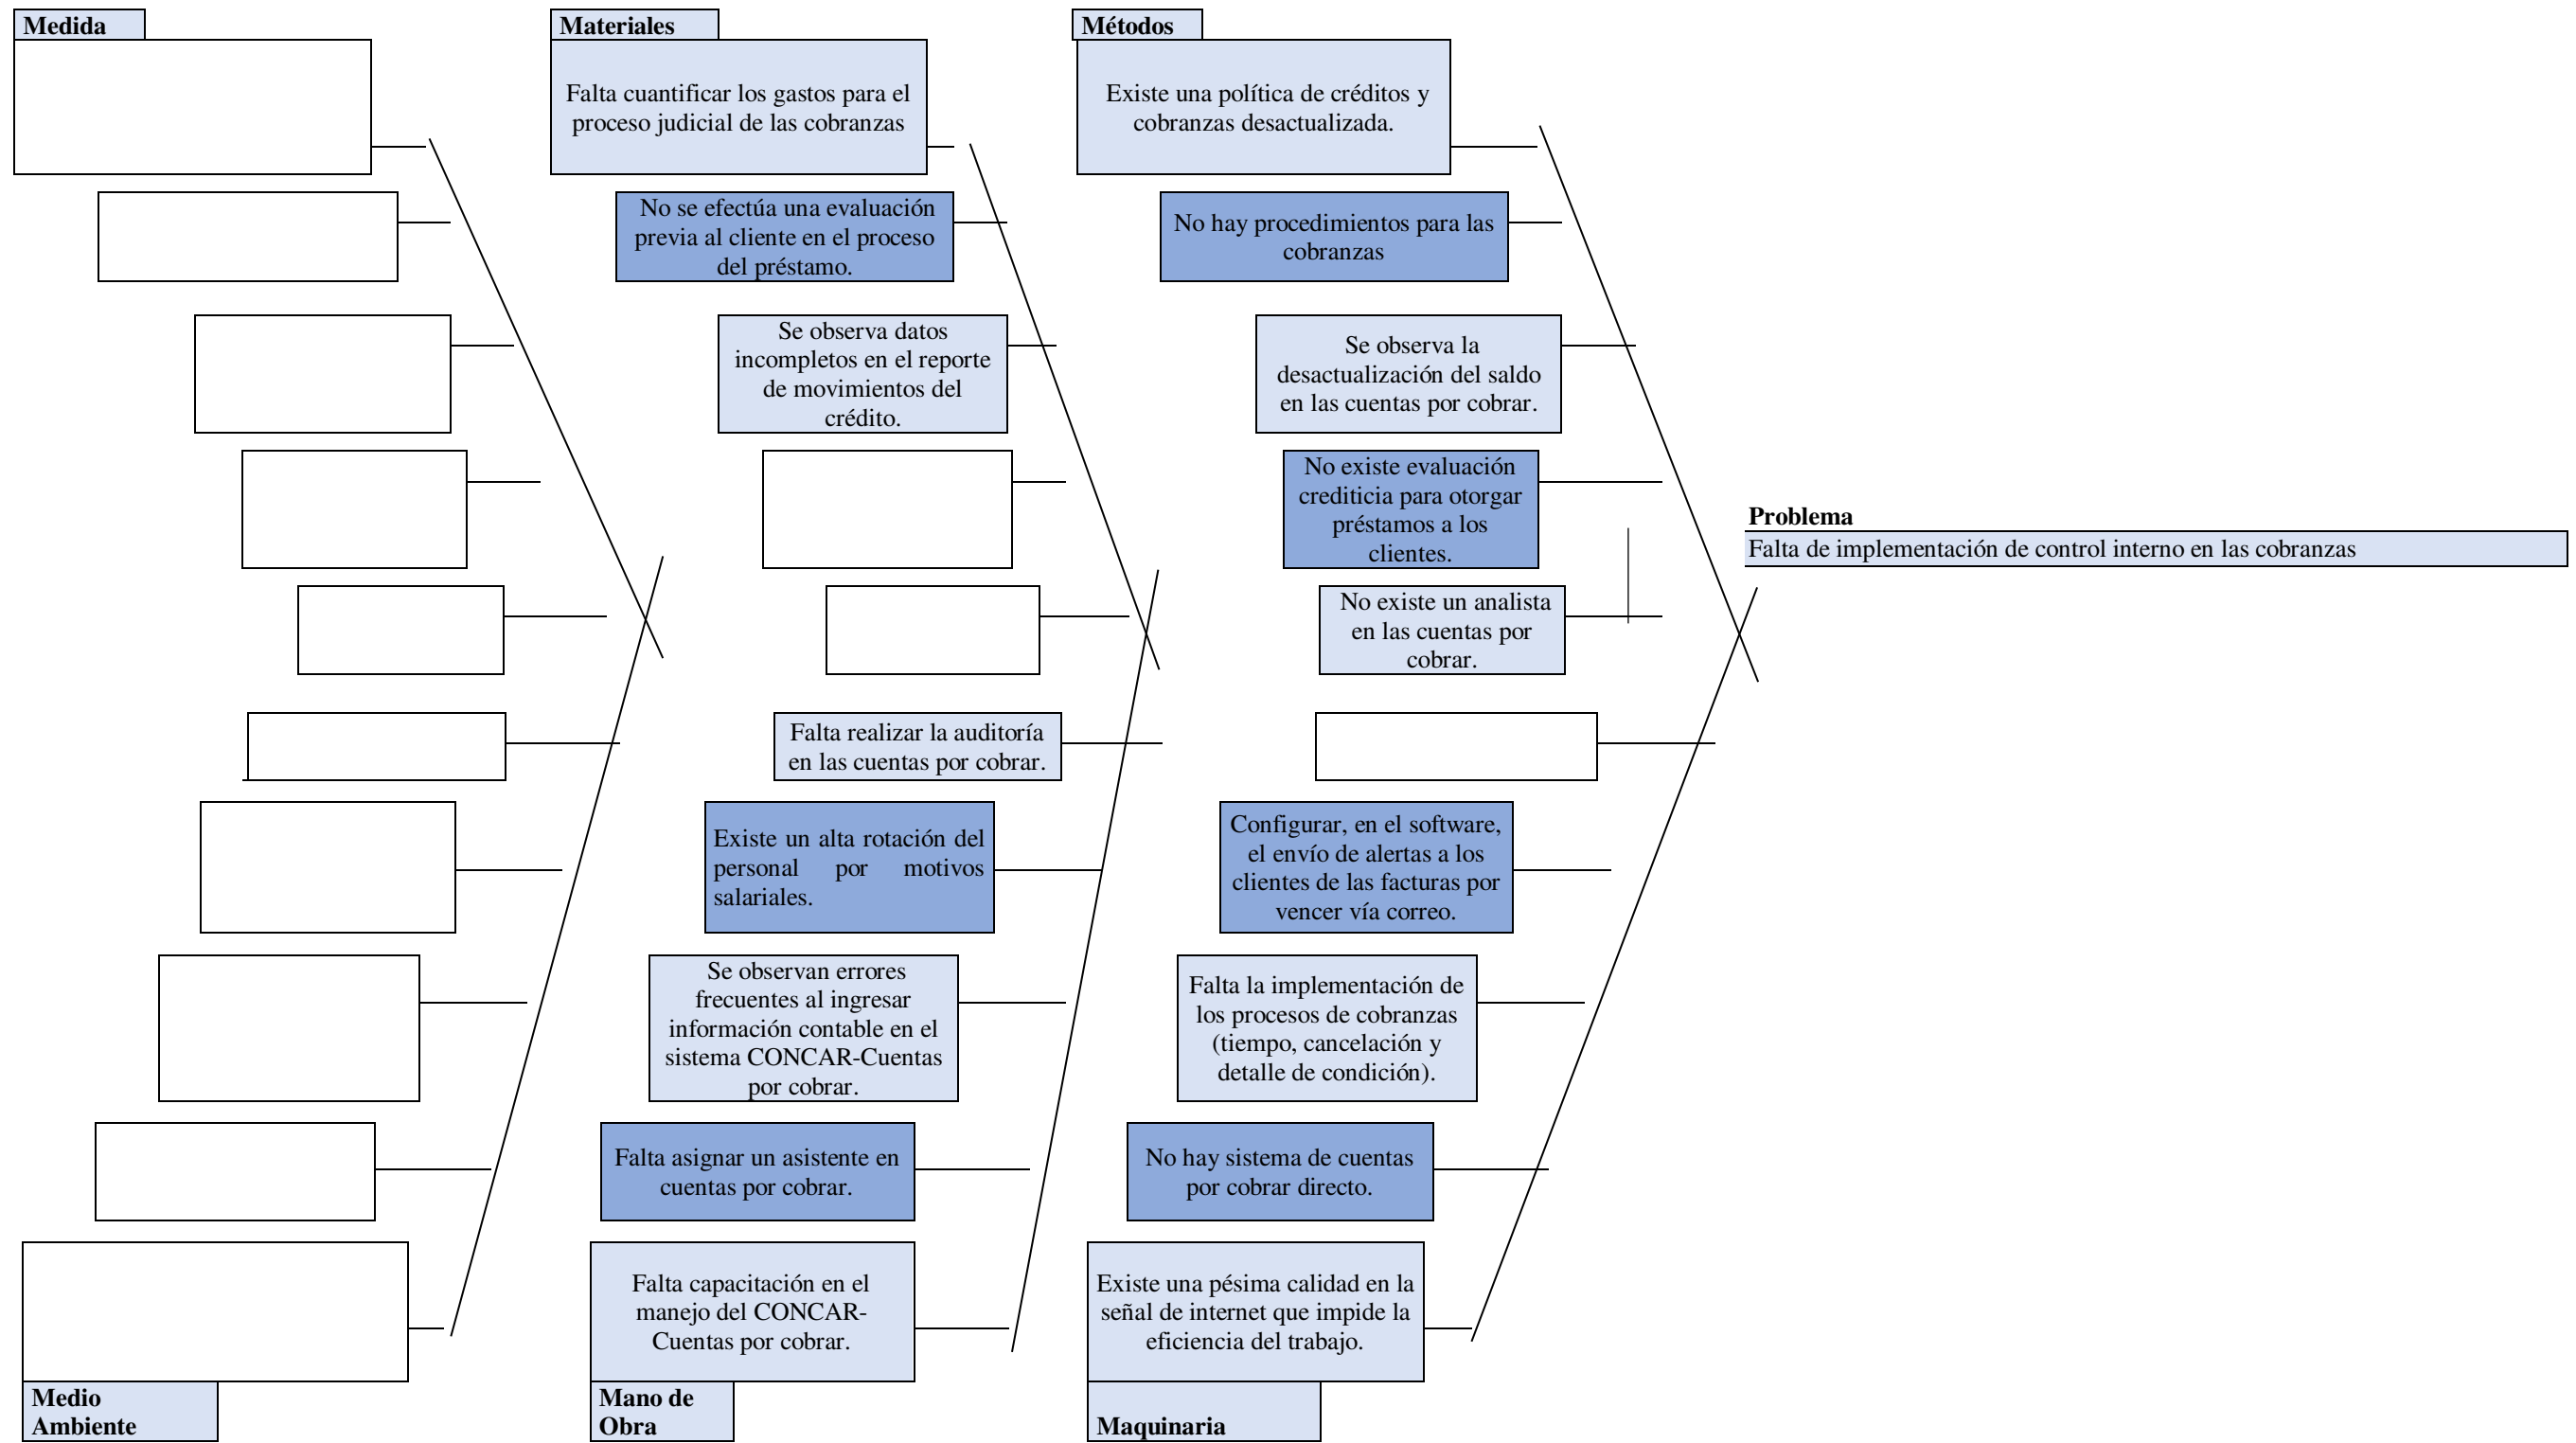 Medida
Materiales
Falta cuantificar los gastos para el
proceso judicial de las cobranzas
No se efectúa una evaluación
previa al cliente en el proceso
del préstamo.
Se observa datos
incompletos en el reporte
de movimientos del
crédito.
Métodos
Existe una política de créditos y
cobranzas desactualizada.
No hay procedimientos para las
cobranzas
Se observa la
desactualización del saldo
en las cuentas por cobrar.
No existe evaluación
crediticia para otorgar
préstamos a los
clientes.
No existe un analista
en las cuentas por
cobrar.
Problema
Falta de implementación de control interno en las cobranzas
Falta realizar la auditoría
en las cuentas por cobrar.
Existe un alta rotación del
personal por motivos
salariales.
Se observan errores
frecuentes al ingresar
información contable en el
sistema CONCAR-Cuentas
por cobrar.
Falta asignar un asistente en
cuentas por cobrar.
Falta capacitación en el
manejo del CONCAR-
Cuentas por cobrar.
Configurar, en el software,
el envío de alertas a los
clientes de las facturas por
vencer vía correo.
Falta la implementación de
los procesos de cobranzas
(tiempo, cancelación y
detalle de condición).
No hay sistema de cuentas
por cobrar directo.
Existe una pésima calidad en la
señal de internet que impide la
eficiencia del trabajo.
Medio
Ambiente
Mano de
Obra
Maquinaria